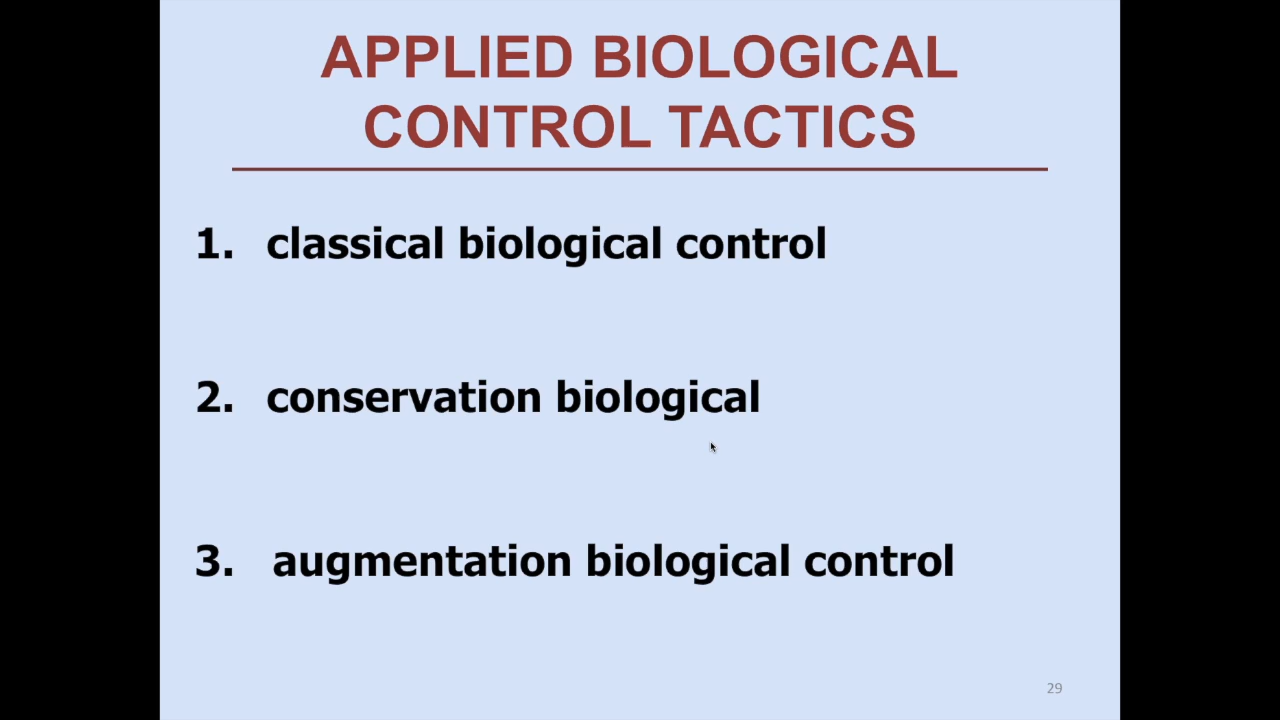 APPLIED BIOLOGICAL
CONTROL TACTICS
1. classical biological control
2. conservation biological
3. augmentation biological control
29